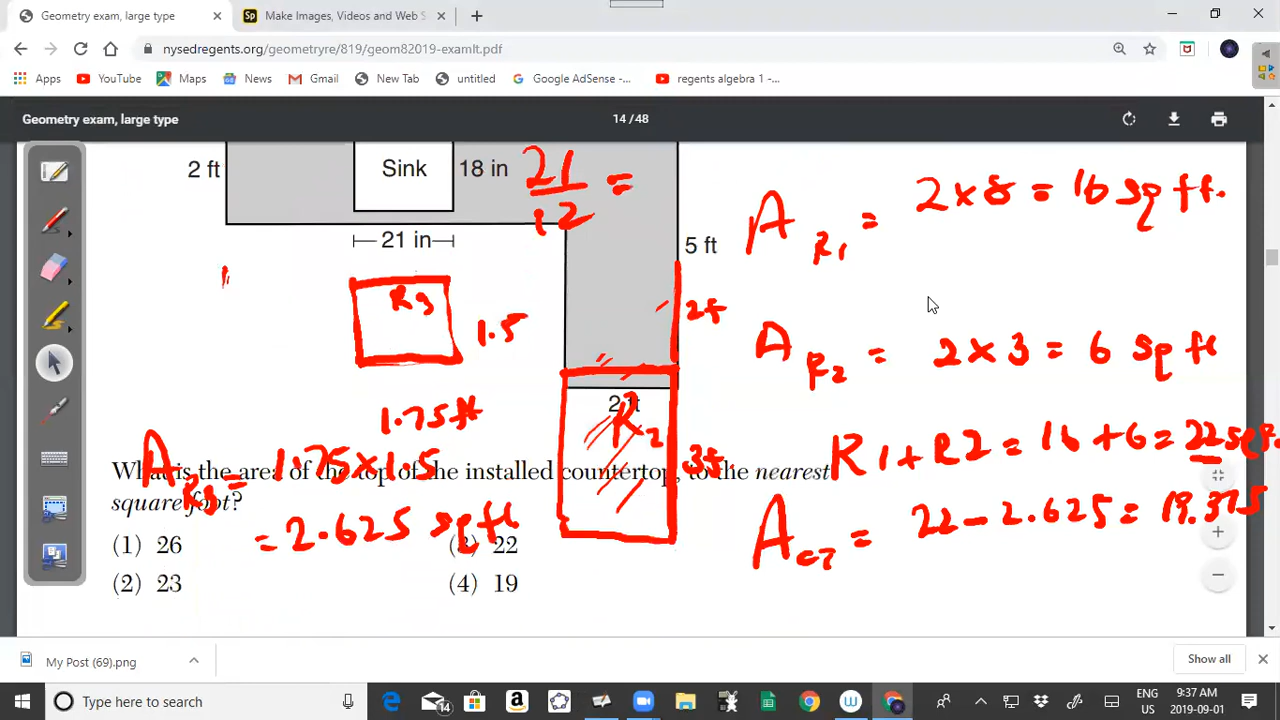 Geometry exam, large type
Make Images, Videos and Web S
nysedregents.org/geometryre/819/geom82019-examlt.pdf
Apps YouTube Maps News Gmail New Tab untitled Google AdSense -... regents algebra 1 -...
Geometry exam, large type 14 / 48
2 ft Sink 18 in 21/12 =
21 in 5 ft
A R1 = 2 x 8 = 16 sq ft.
R3 1.5 2ft
A R2 = 2 x 3 = 6 sq ft
2 ft
R2
1.75 ft
R1 + R2 = 16 + 6 = 22 sq ft
A R3 = 1.75 x 1.5 3ft.
What is the area of the top of the installed countertop, to the nearest
square foot?
= 2.625 sq ft
A CT = 22 - 2.625 = 19.375
(1) 26 (3) 22
(2) 23 (4) 19
My Post (69).png Show all
Type here to search 14 ENG 9:37 AM
US 2019-09-01